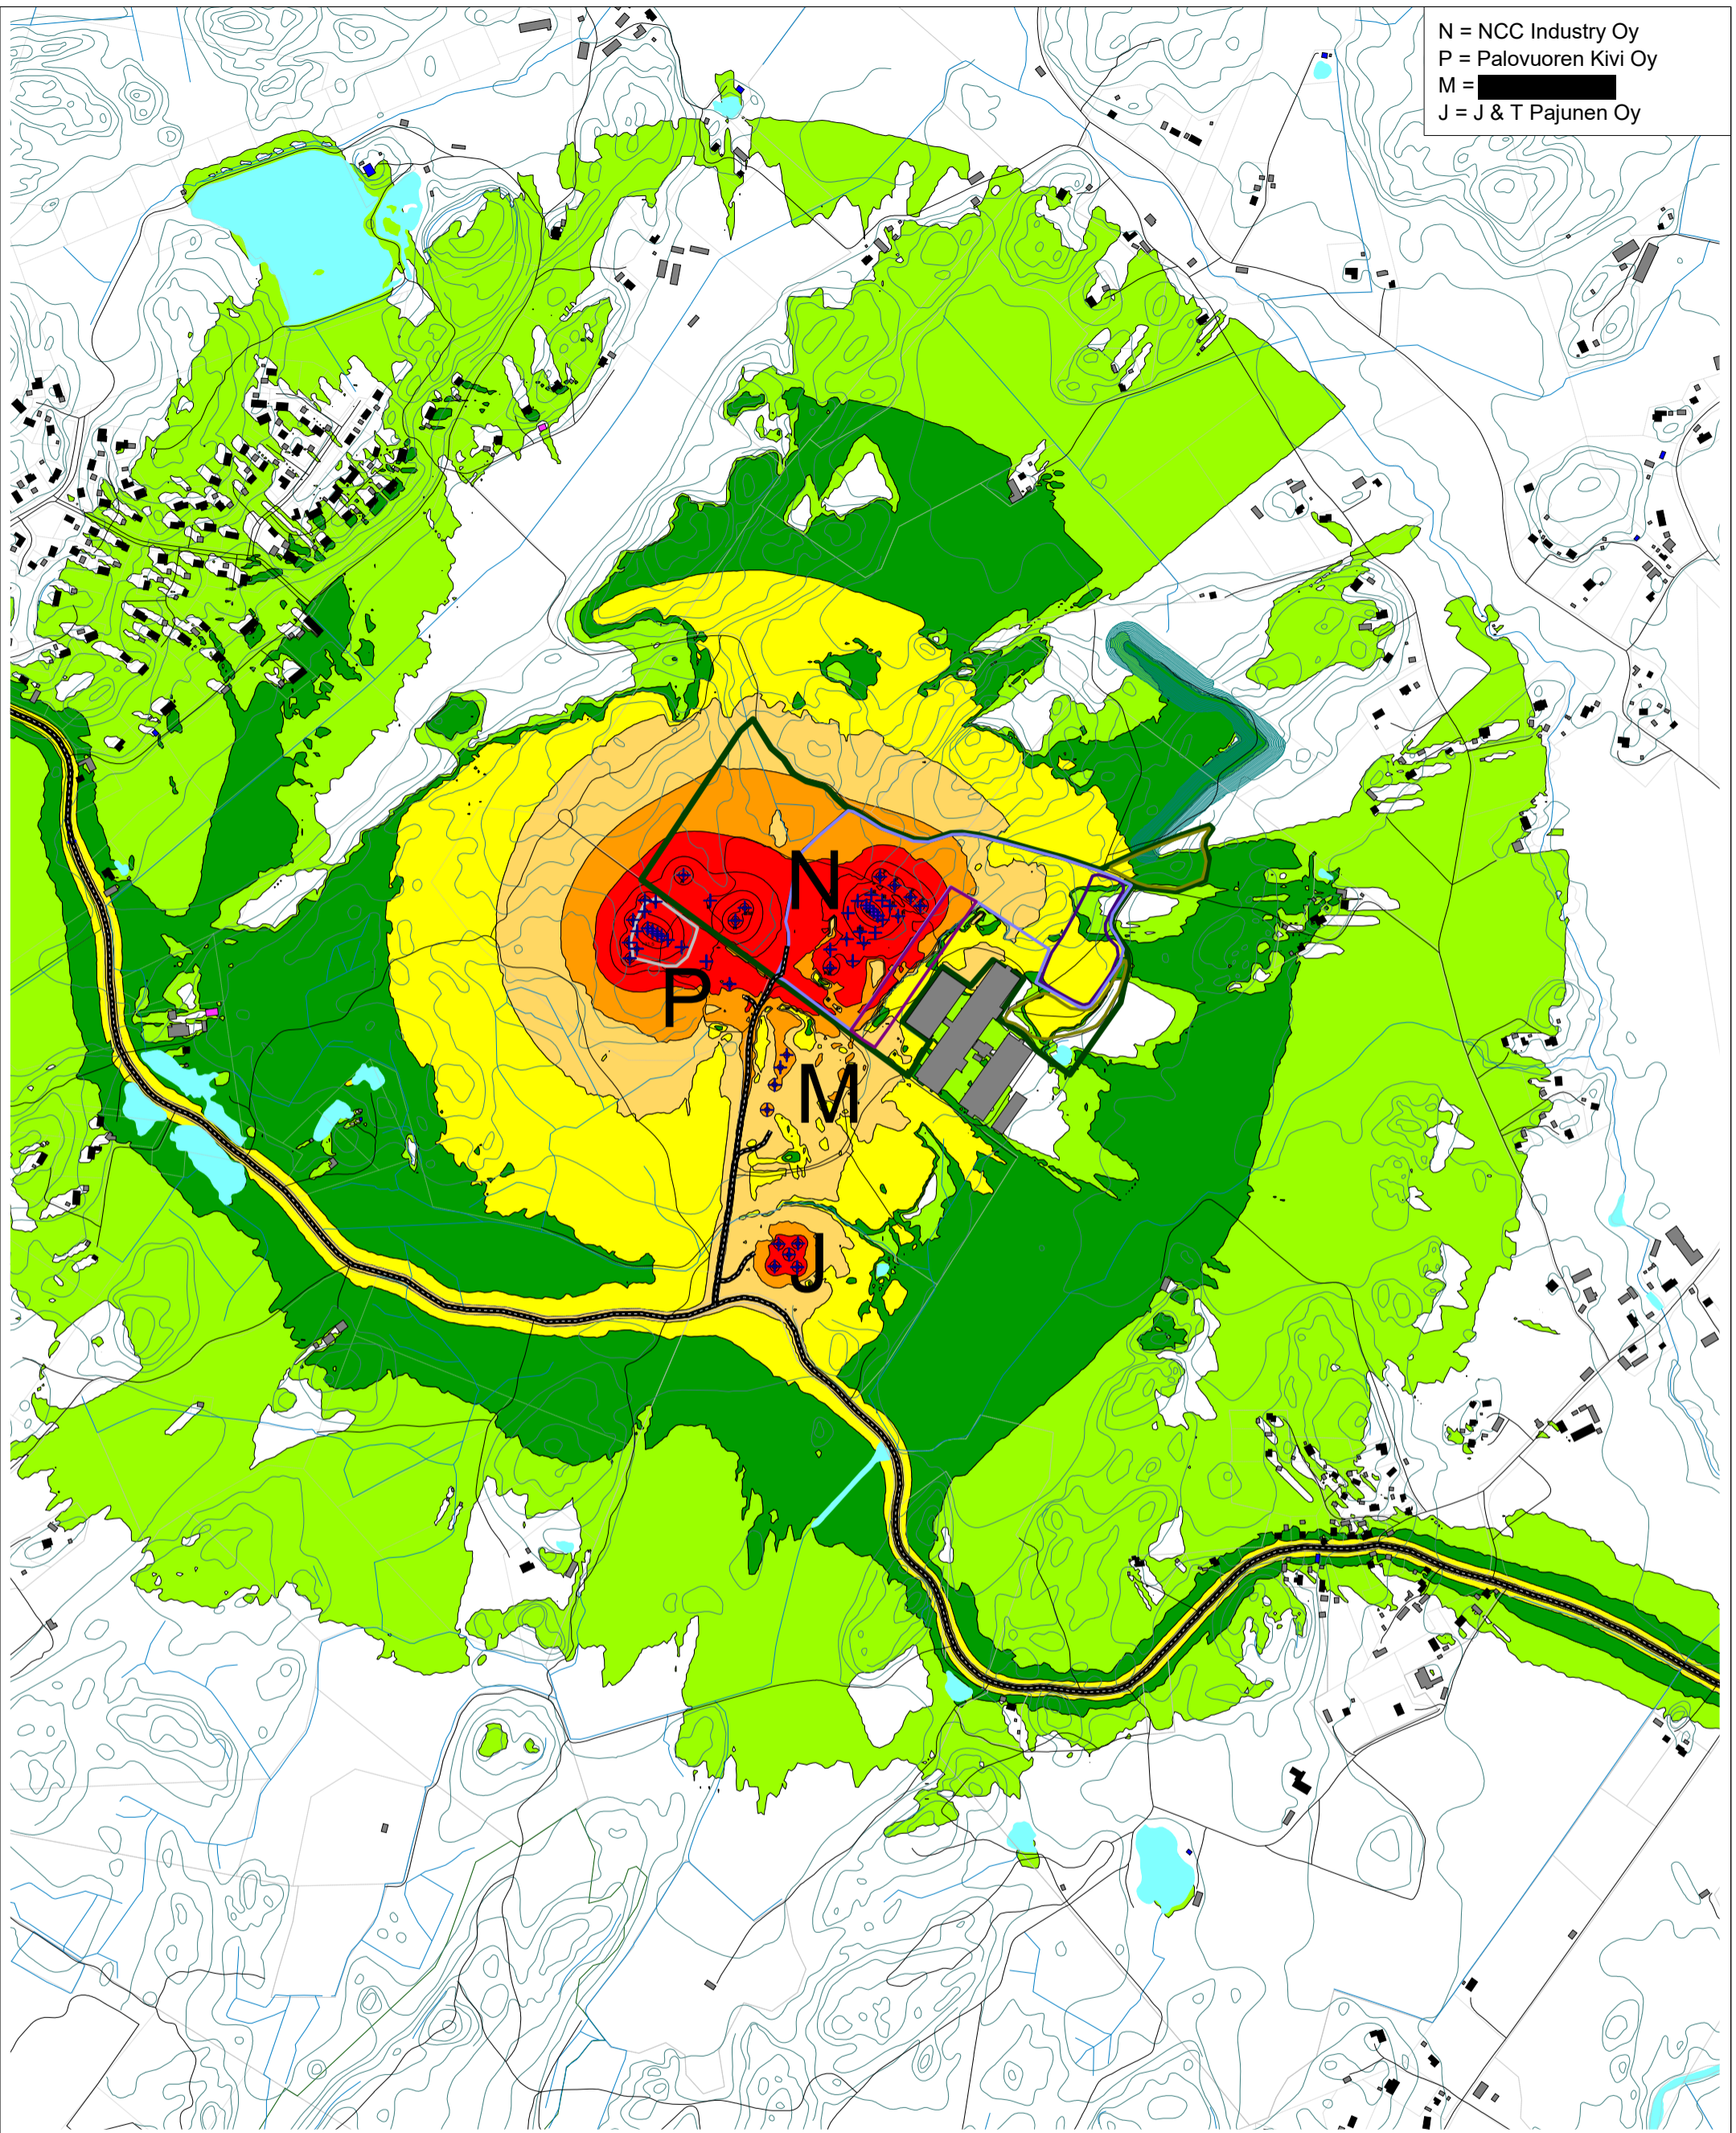 N = NCC Industry Oy
P = Palovuoren Kivi Oy
M =
J = J & T Pajunen Oy
N
P
M
J